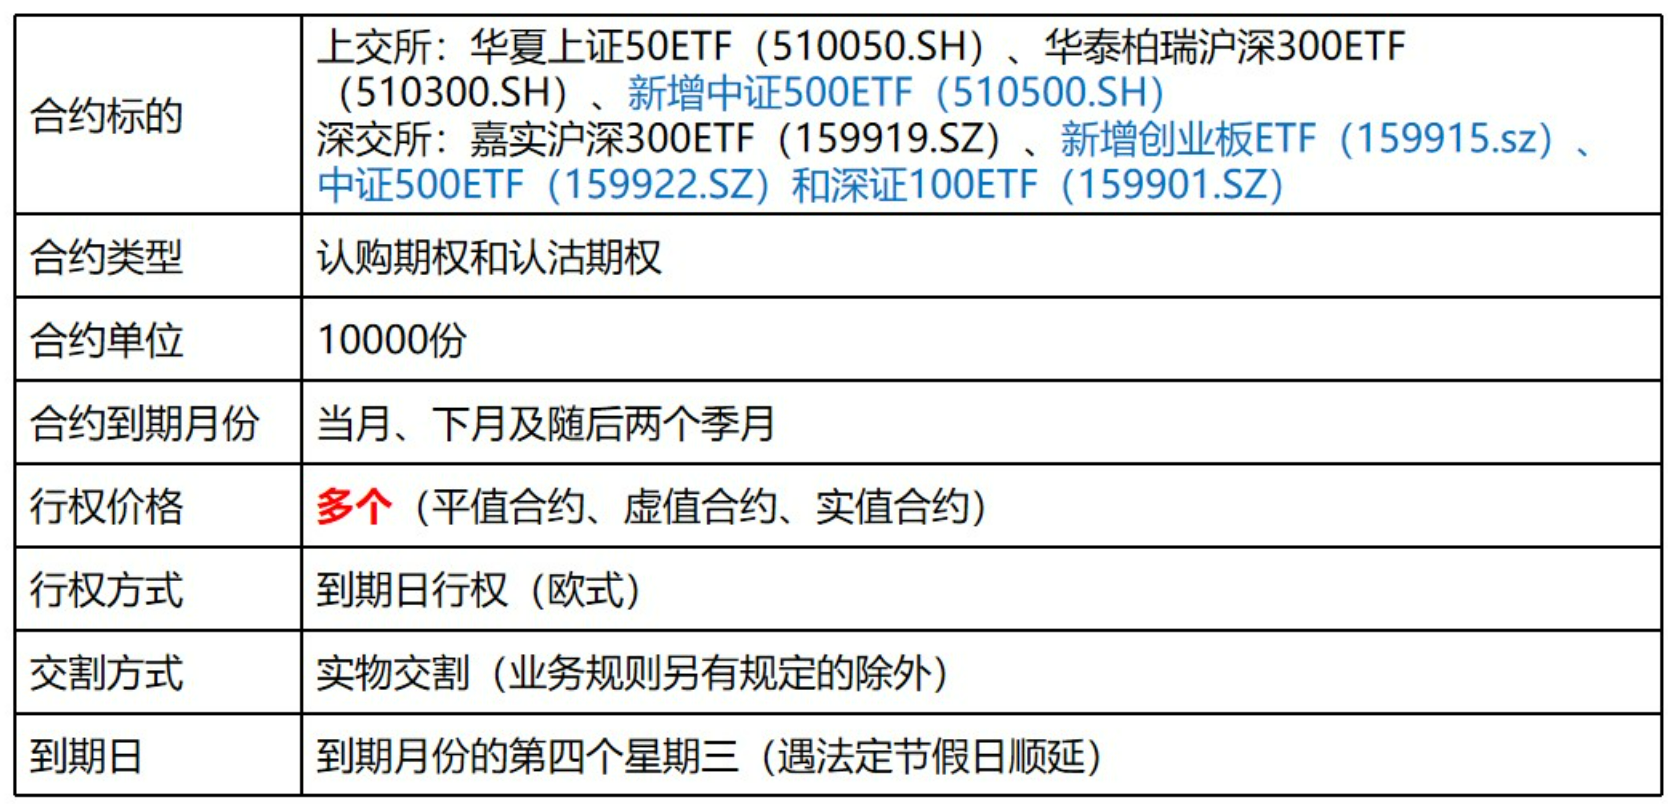 合约标的
上交所：华夏上证50ETF（510050.SH）、华泰柏瑞沪深300ETF
（510300.SH）、新增中证500ETF（510500.SH）
深交所：嘉实沪深300ETF（159919.SZ）、新增创业板ETF（159915.sz）、
中证500ETF（159922.SZ）和深证100ETF（159901.SZ）
合约类型
认购期权和认沽期权
合约单位
10000份
合约到期月份
当月、下月及随后两个季月
行权价格
多个（平值合约、虚值合约、实值合约）
行权方式
到期日行权（欧式）
交割方式
实物交割（业务规则另有规定的除外）
到期日
到期月份的第四个星期三（遇法定节假日顺延）